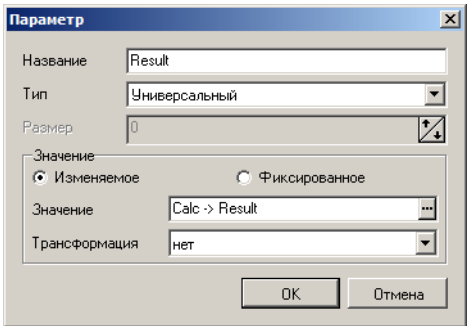 Параметр
Название Result
Тип Универсальный
Размер 0
Значение
Изменяемое Фиксированное
Значение Calc -> Result ...
Трансформация нет
OK Отмена